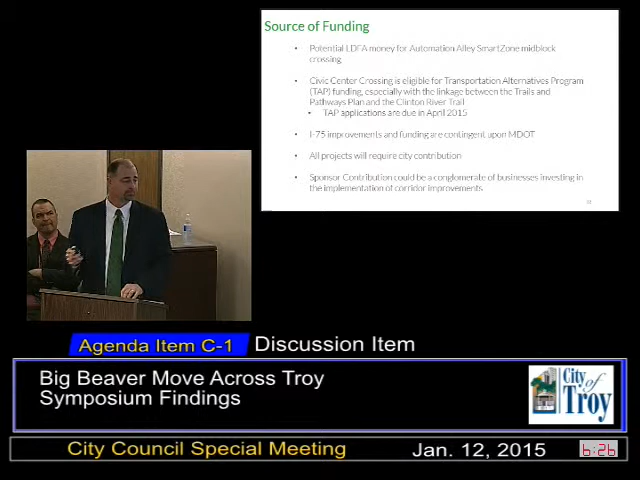 Source of Funding
• Potential LDFA money for Automation Alley SmartZone midblock
crossing
• Civic Center Crossing is eligible for Transportation Alternatives Program
(TAP) funding, especially with the linkage between the Trails and
Pathways Plan and the Clinton River Trail
• TAP applications are due in April 2015
• I-75 improvements and funding are contingent upon MDOT
• All projects will require city contribution
• Sponsor Contribution could be a conglomerate of businesses investing in
the implementation of corridor improvements
Agenda Item C-1 Discussion Item
Big Beaver Move Across Troy
Symposium Findings
City
of
Troy
City Council Special Meeting Jan. 12, 2015 6:26